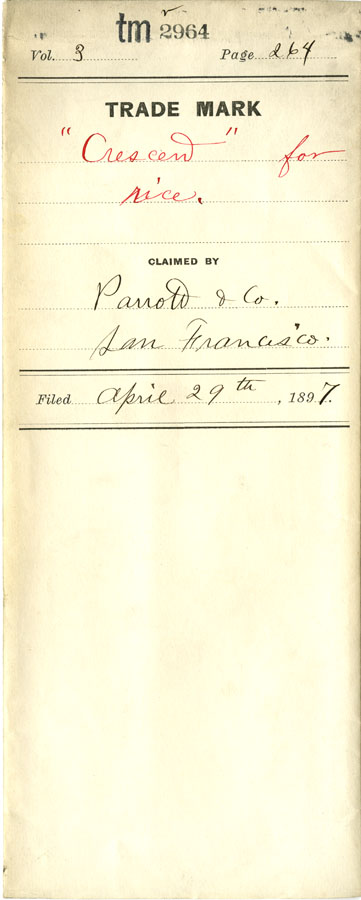 tm 2964
Vol. 3 Page 264
TRADE MARK
"Crescent" for
rice.
CLAIMED BY
Parrott & Co.
San Francisco.
Filed April 29th, 1897.